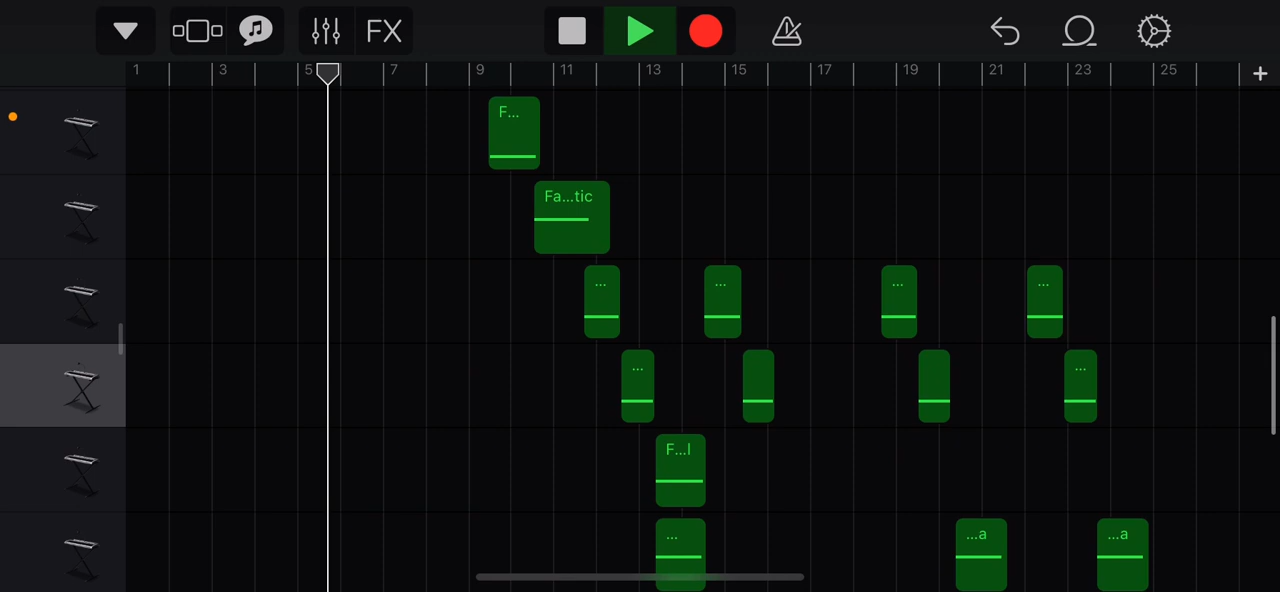 FX
1 3 5 7 9 11 13 15 17 19 21 23 25
F...
Fa...tic
... ... ... ...
... ...
F...l
... ...a ...a